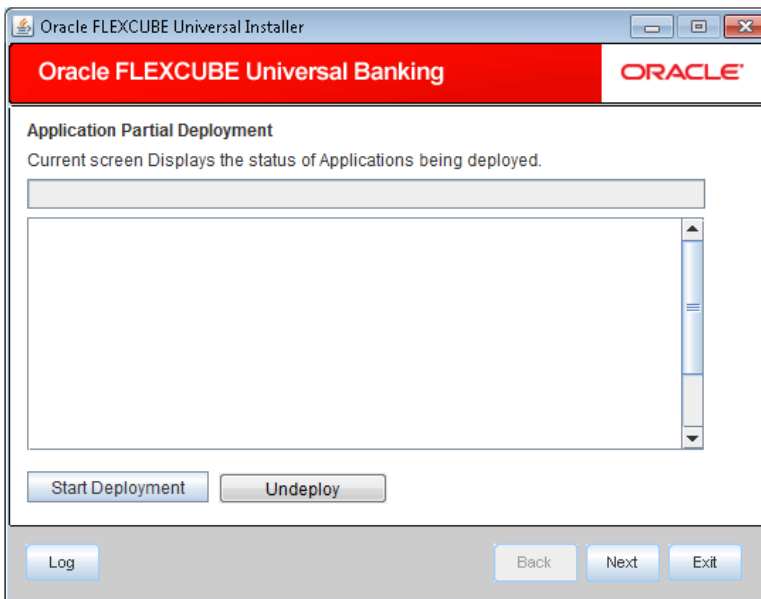 Oracle FLEXCUBE Universal Installer
Oracle FLEXCUBE Universal Banking
ORACLE®
Application Partial Deployment
Current screen Displays the status of Applications being deployed.
Start Deployment
Undeploy
Log
Back
Next
Exit